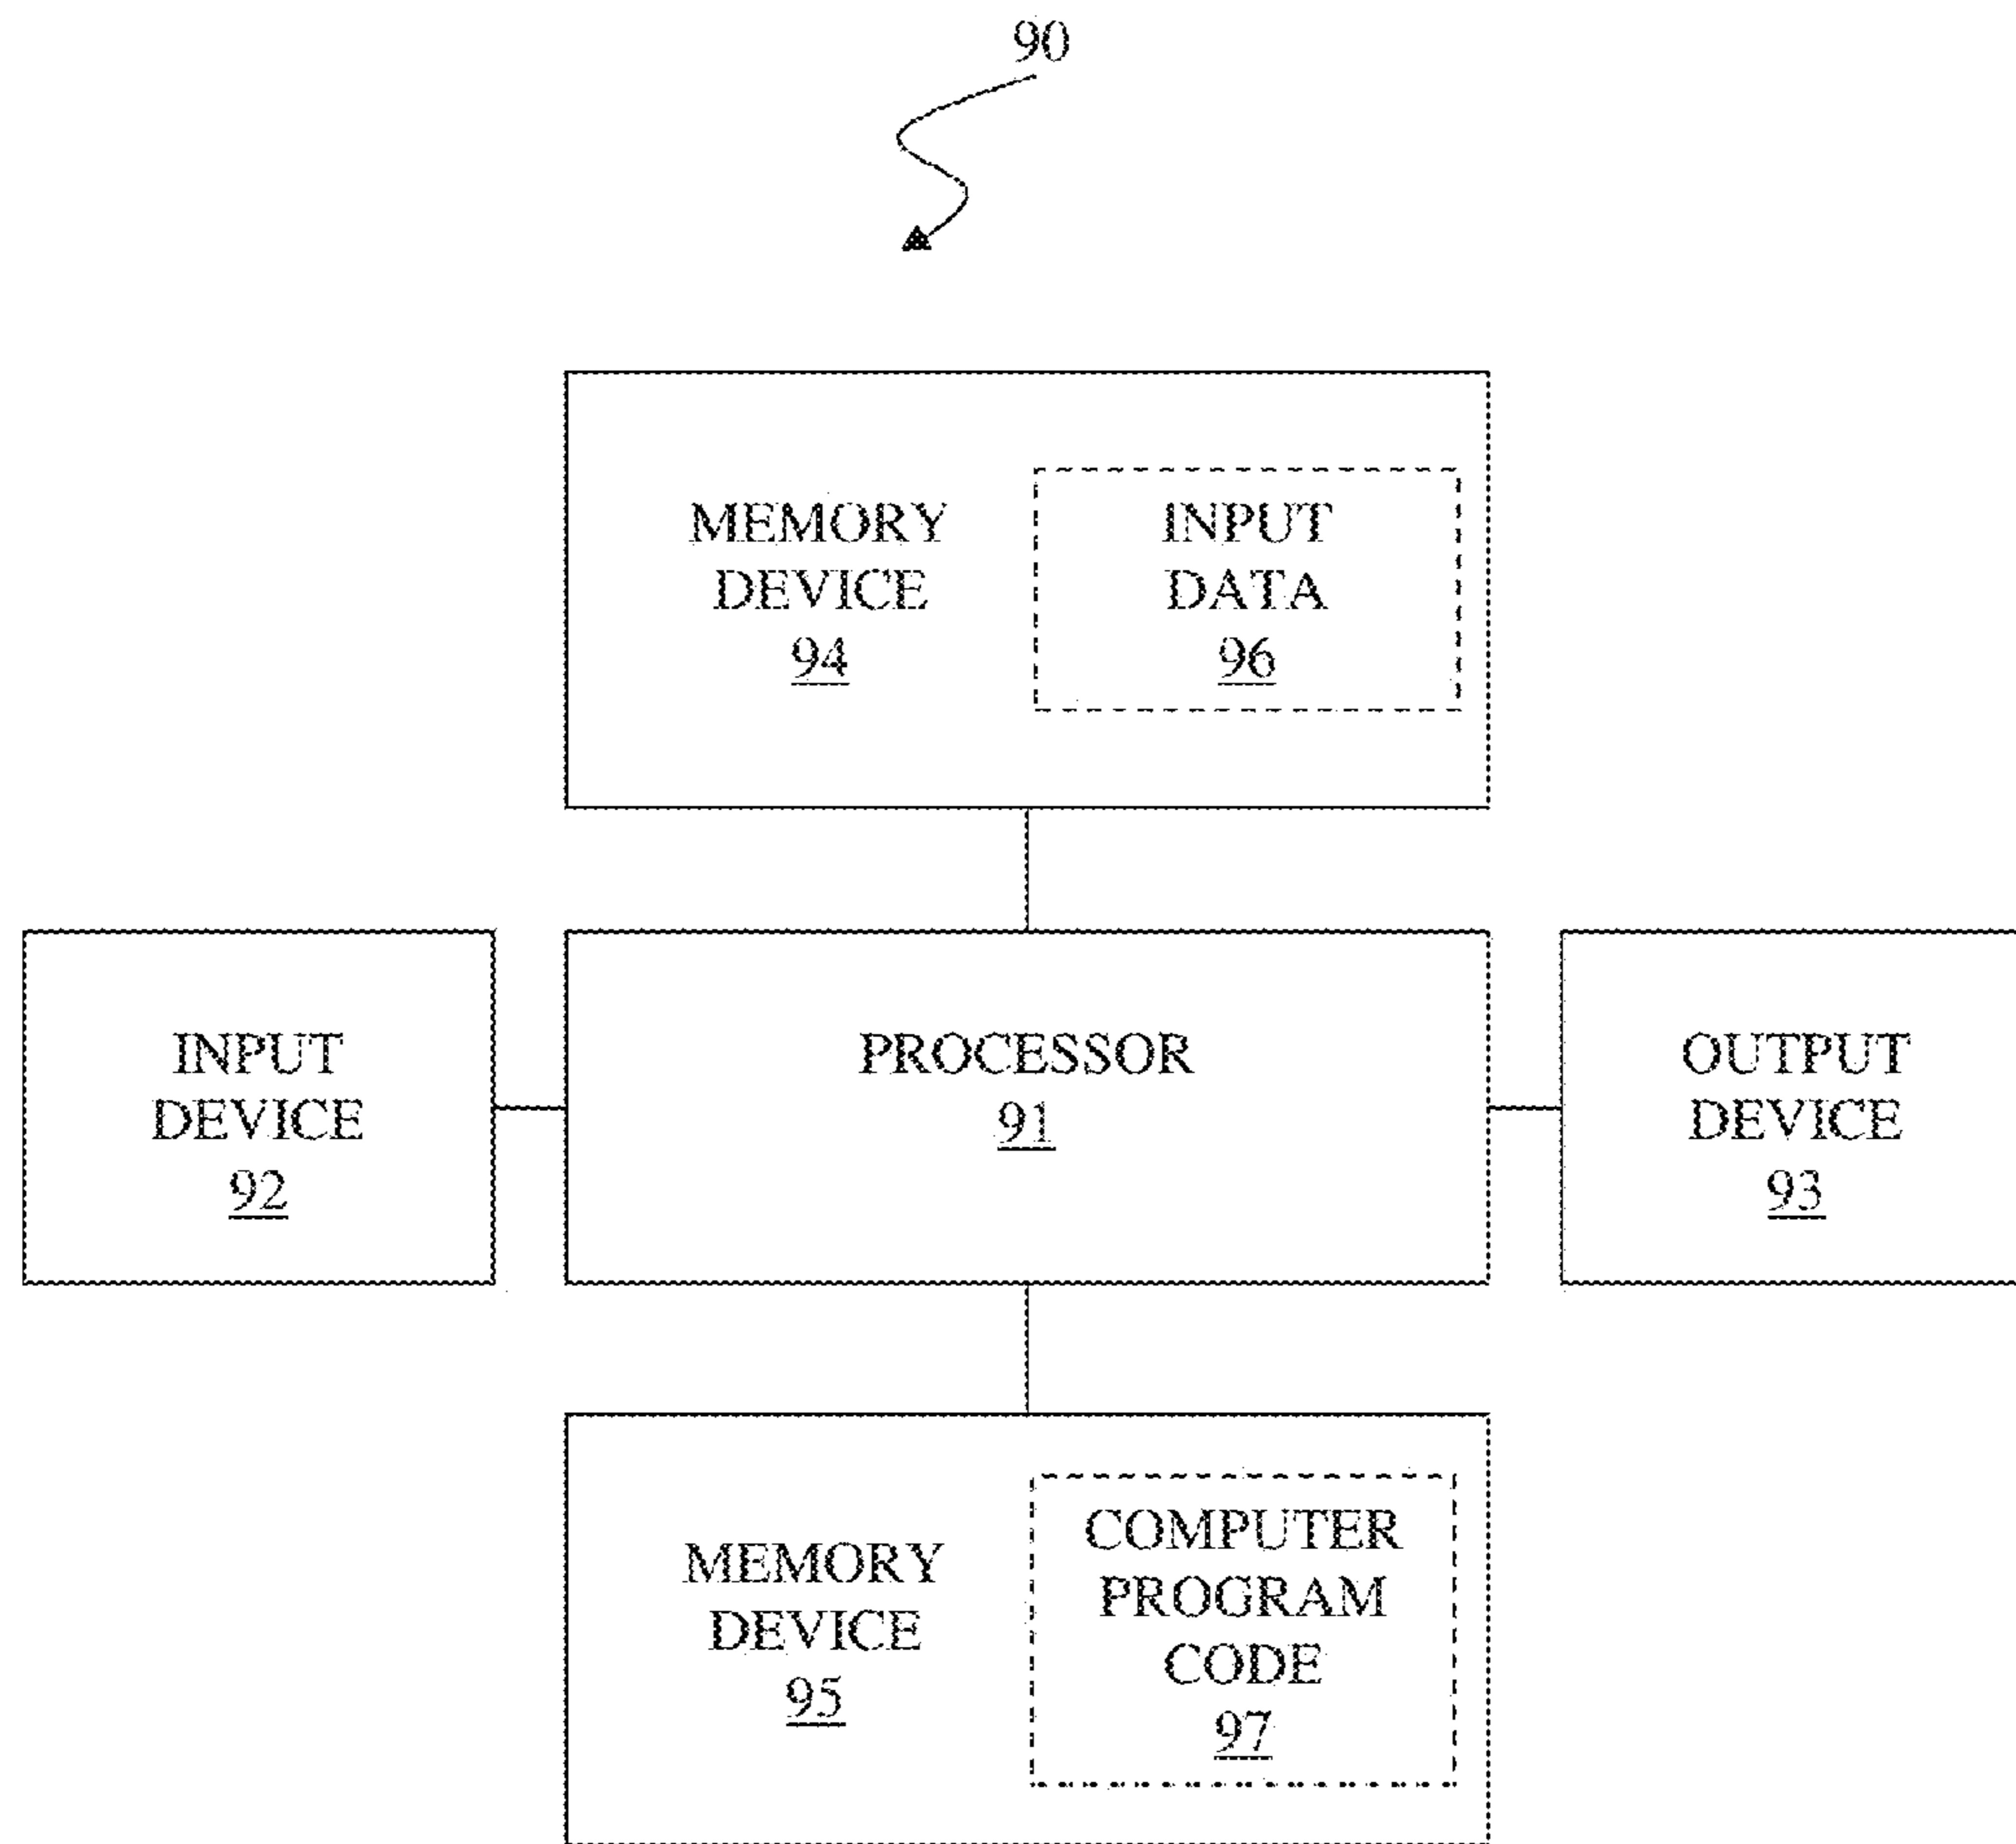 90
MEMORY
DEVICE
94
INPUT
DATA
96
INPUT
DEVICE
92
PROCESSOR
91
OUTPUT
DEVICE
93
MEMORY
DEVICE
95
COMPUTER
PROGRAM
CODE
97